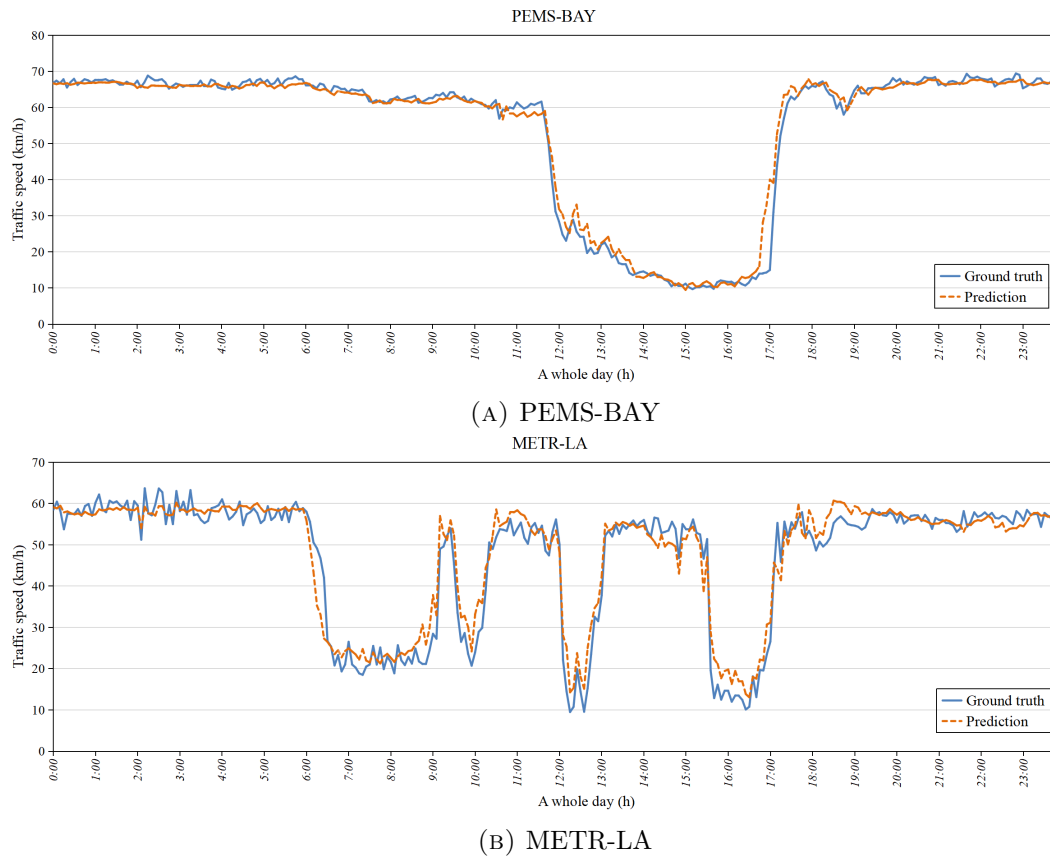 PEMS-BAY
80
70
60
50
40
30
20
10
0
Traffic speed (km/h)
Ground truth
Prediction
0:00 1:00 2:00 3:00 4:00 5:00 6:00 7:00 8:00 9:00 10:00 11:00 12:00 13:00 14:00 15:00 16:00 17:00 18:00 19:00 20:00 21:00 22:00 23:00
A whole day (h)
(A) PEMS-BAY
METR-LA
70
60
50
40
30
20
10
0
Traffic speed (km/h)
Ground truth
Prediction
0:00 1:00 2:00 3:00 4:00 5:00 6:00 7:00 8:00 9:00 10:00 11:00 12:00 13:00 14:00 15:00 16:00 17:00 18:00 19:00 20:00 21:00 22:00 23:00
A whole day (h)
(B) METR-LA